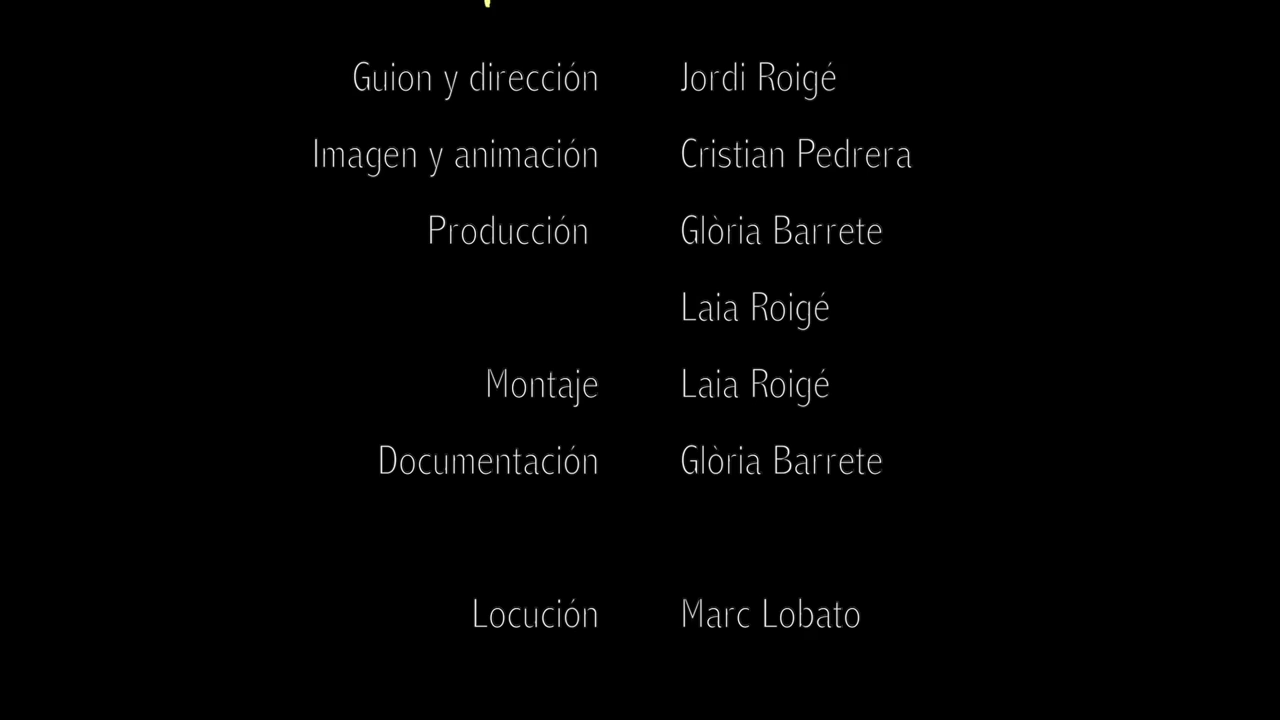 Guion y dirección Jordi Roigé
Imagen y animación Cristian Pedrera
Producción Glòria Barrete
Laia Roigé
Montaje Laia Roigé
Documentación Glòria Barrete
Locución Marc Lobato